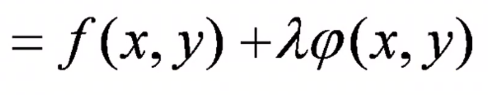 = f(x, y) + λφ(x, y)